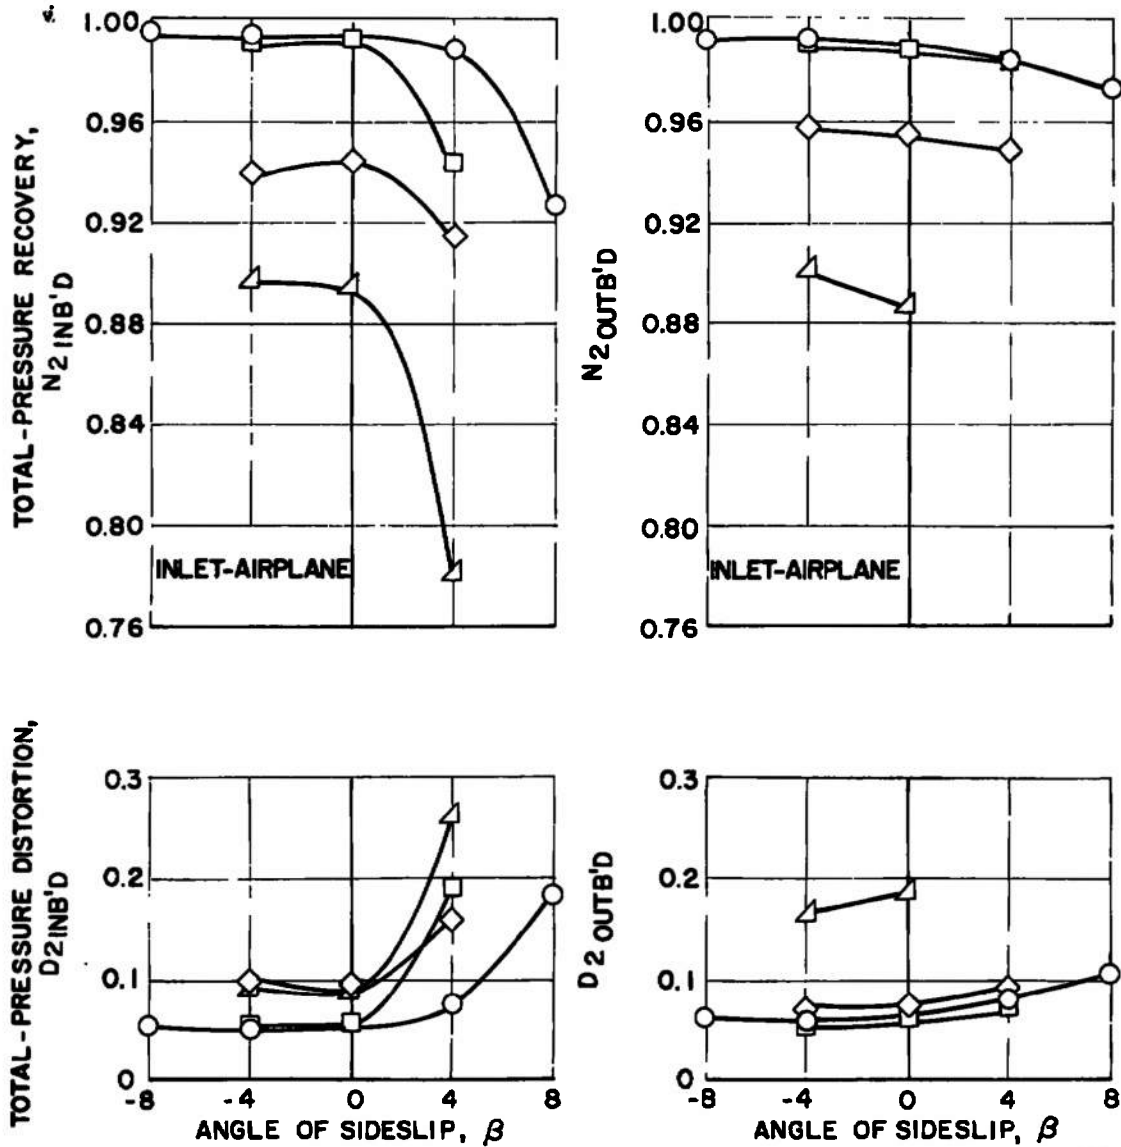 TOTAL-PRESSURE RECOVERY,
N2 INB'D
1.00
0.96
0.92
0.88
0.84
0.80
0.76
INLET-AIRPLANE
N2 OUTB'D
1.00
0.96
0.92
0.88
0.84
0.80
0.76
INLET-AIRPLANE
TOTAL-PRESSURE DISTORTION,
D2 INB'D
0.3
0.2
0.1
0
-8 -4 0 4 8
ANGLE OF SIDESLIP, β
D2 OUTB'D
0.3
0.2
0.1
0
-8 -4 0 4 8
ANGLE OF SIDESLIP, β